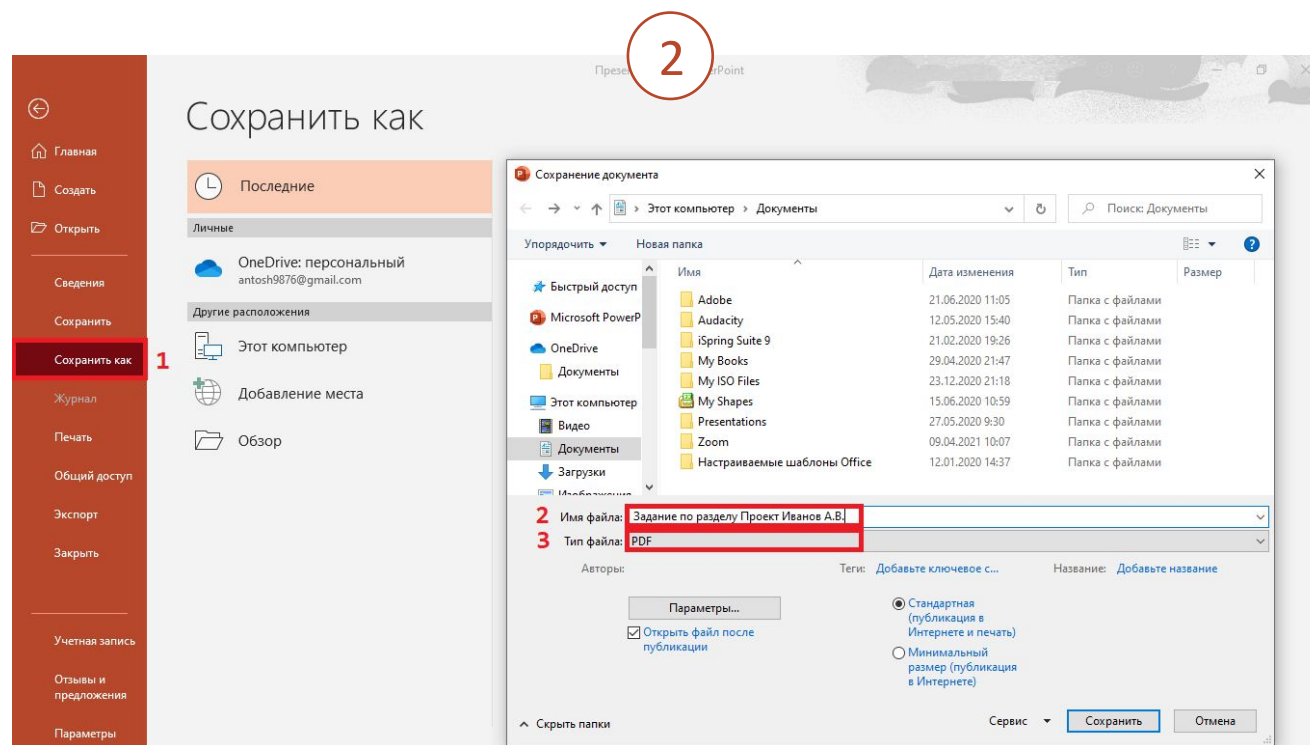 2
Презе
rPoint
Сохранить как
Главная
Создать
Открыть
Сведения
Сохранить
Сохранить как
1
Журнал
Печать
Общий доступ
Экспорт
Закрыть
Учетная запись
Отзывы и
предложения
Параметры
Последние
Личные
OneDrive: персональный
antosh9876@gmail.com
Другие расположения
Этот компьютер
Добавление места
Обзор
Сохранение документа
Этот компьютер › Документы
Поиск: Документы
Упорядочить
Новая папка
Быстрый доступ
Microsoft PowerP
OneDrive
Документы
Этот компьютер
Видео
Документы
Загрузки
Имя Дата изменения Тип Размер
Adobe 21.06.2020 11:05 Папка с файлами
Audacity 12.05.2020 15:40 Папка с файлами
iSpring Suite 9 21.02.2020 19:26 Папка с файлами
My Books 29.04.2020 21:47 Папка с файлами
My ISO Files 23.12.2020 21:18 Папка с файлами
My Shapes 15.06.2020 10:59 Папка с файлами
Presentations 27.05.2020 9:30 Папка с файлами
Zoom 09.04.2021 10:07 Папка с файлами
Настраиваемые шаблоны Office 12.01.2020 14:37 Папка с файлами
2 Имя файла: Задание по разделу Проект Иванов А.В.
3 Тип файла: PDF
Авторы:
Теги: Добавьте ключевое с...
Название: Добавьте название
Параметры...
Открыть файл после
публикации
Стандартная
(публикация в
Интернете и печать)
Минимальный
размер (публикация
в Интернете)
Скрыть папки
Сервис
Сохранить
Отмена